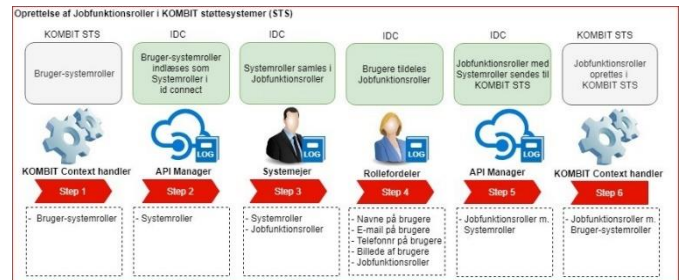 Oprettelse af Jobfunktionsroller i KOMBIT støttesystemer (STS)
KOMBIT STS
IDC
IDC
IDC
IDC
KOMBIT STS
Bruger-systemroller
Bruger-systemroller
indlæses som
Systemroller i
id connect
Systemroller samles i
Jobfunktionsroller
Brugere tildeles
Jobfunktionsroller
Jobfunktionsroller med
Systemroller sendes til
KOMBIT STS
Jobfunktionsroller
oprettes i
KOMBIT STS
LOG
LOG
LOG
LOG
KOMBIT Context handler
API Manager
Systemejer
Rollefordeler
API Manager
KOMBIT Context handler
Step 1
Step 2
Step 3
Step 4
Step 5
Step 6
- Bruger-systemroller
- Systemroller
- Systemroller
- Jobfunktionsroller
- Navne på brugere
- E-mail på brugere
- Telefonnr på brugere
- Billede af brugere
- Jobfunktionsroller
- Jobfunktionsroller m.
Systemroller
- Jobfunktionsroller m.
Bruger-systemroller